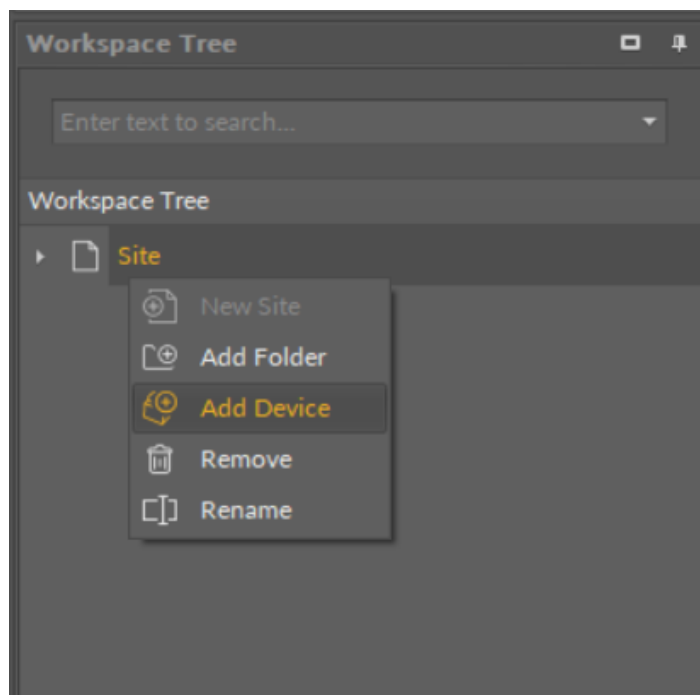 Workspace Tree
Enter text to search...
Workspace Tree
Site
New Site
Add Folder
Add Device
Remove
Rename